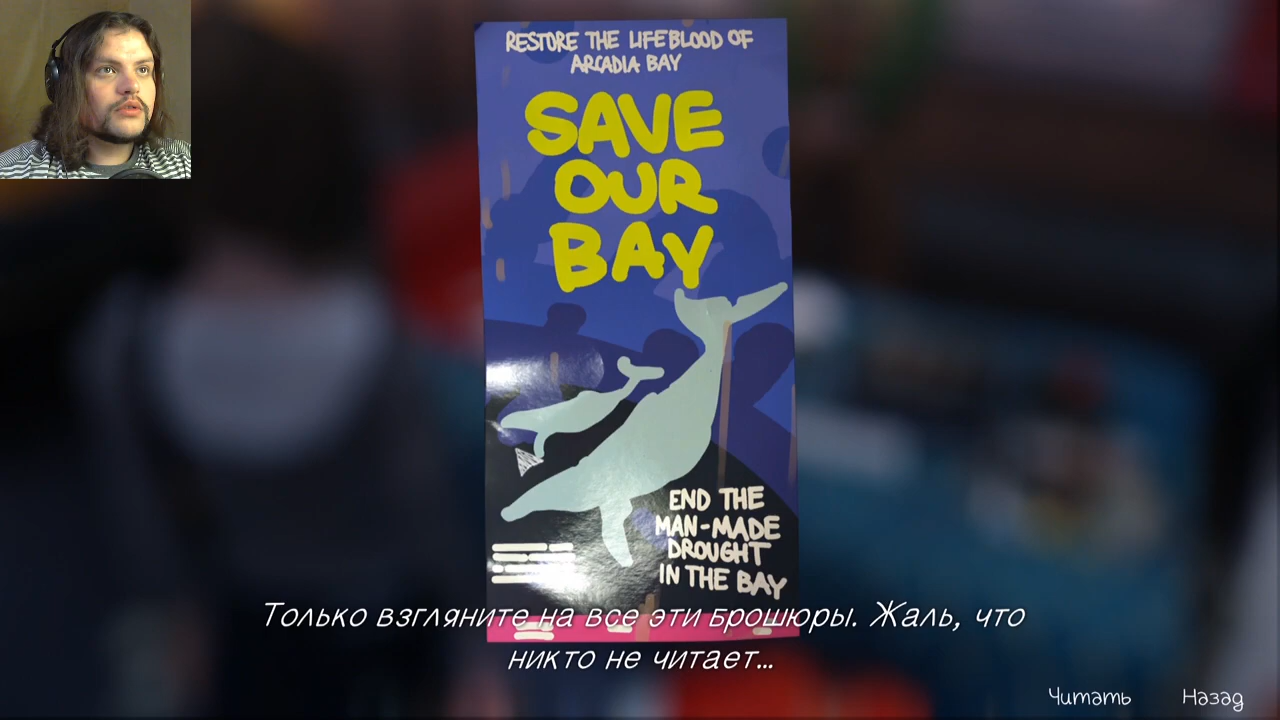 RESTORE THE LIFEBLOOD OF
ARCADIA BAY
SAVE
OUR
BAY
END THE
MAN-MADE
DROUGHT
IN THE BAY
Только взгляните на все эти брошюры. Жаль, что
никто не читает...
Читать Назад